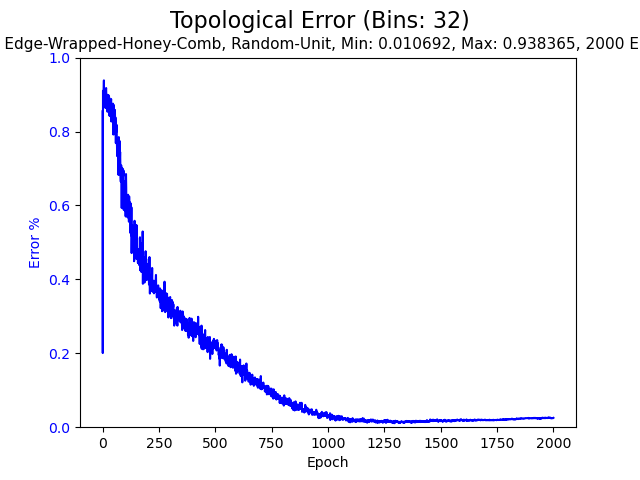 Topological Error (Bins: 32)
Edge-Wrapped-Honey-Comb, Random-Unit, Min: 0.010692, Max: 0.938365, 2000 E
1.0
0.8
0.6
0.4
0.2
0.0
Error %
0 250 500 750 1000 1250 1500 1750 2000
Epoch